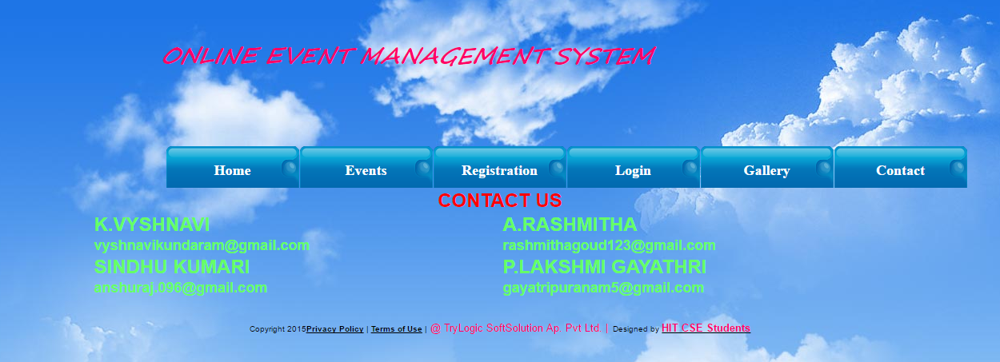 ONLINE EVENT MANAGEMENT SYSTEM
Home Events Registration Login Gallery Contact
CONTACT US
K.VYSHNAVI A.RASHMITHA
vyshnavikundaram@gmail.com rashmithagoud123@gmail.com
SINDHU KUMARI P.LAKSHMI GAYATHRI
anshuraj.096@gmail.com gayatripuranam5@gmail.com
Copyright 2015Privacy Policy | Terms of Use | @ TryLogic SoftSolution Ap. Pvt Ltd. | Designed by HIT CSE Students